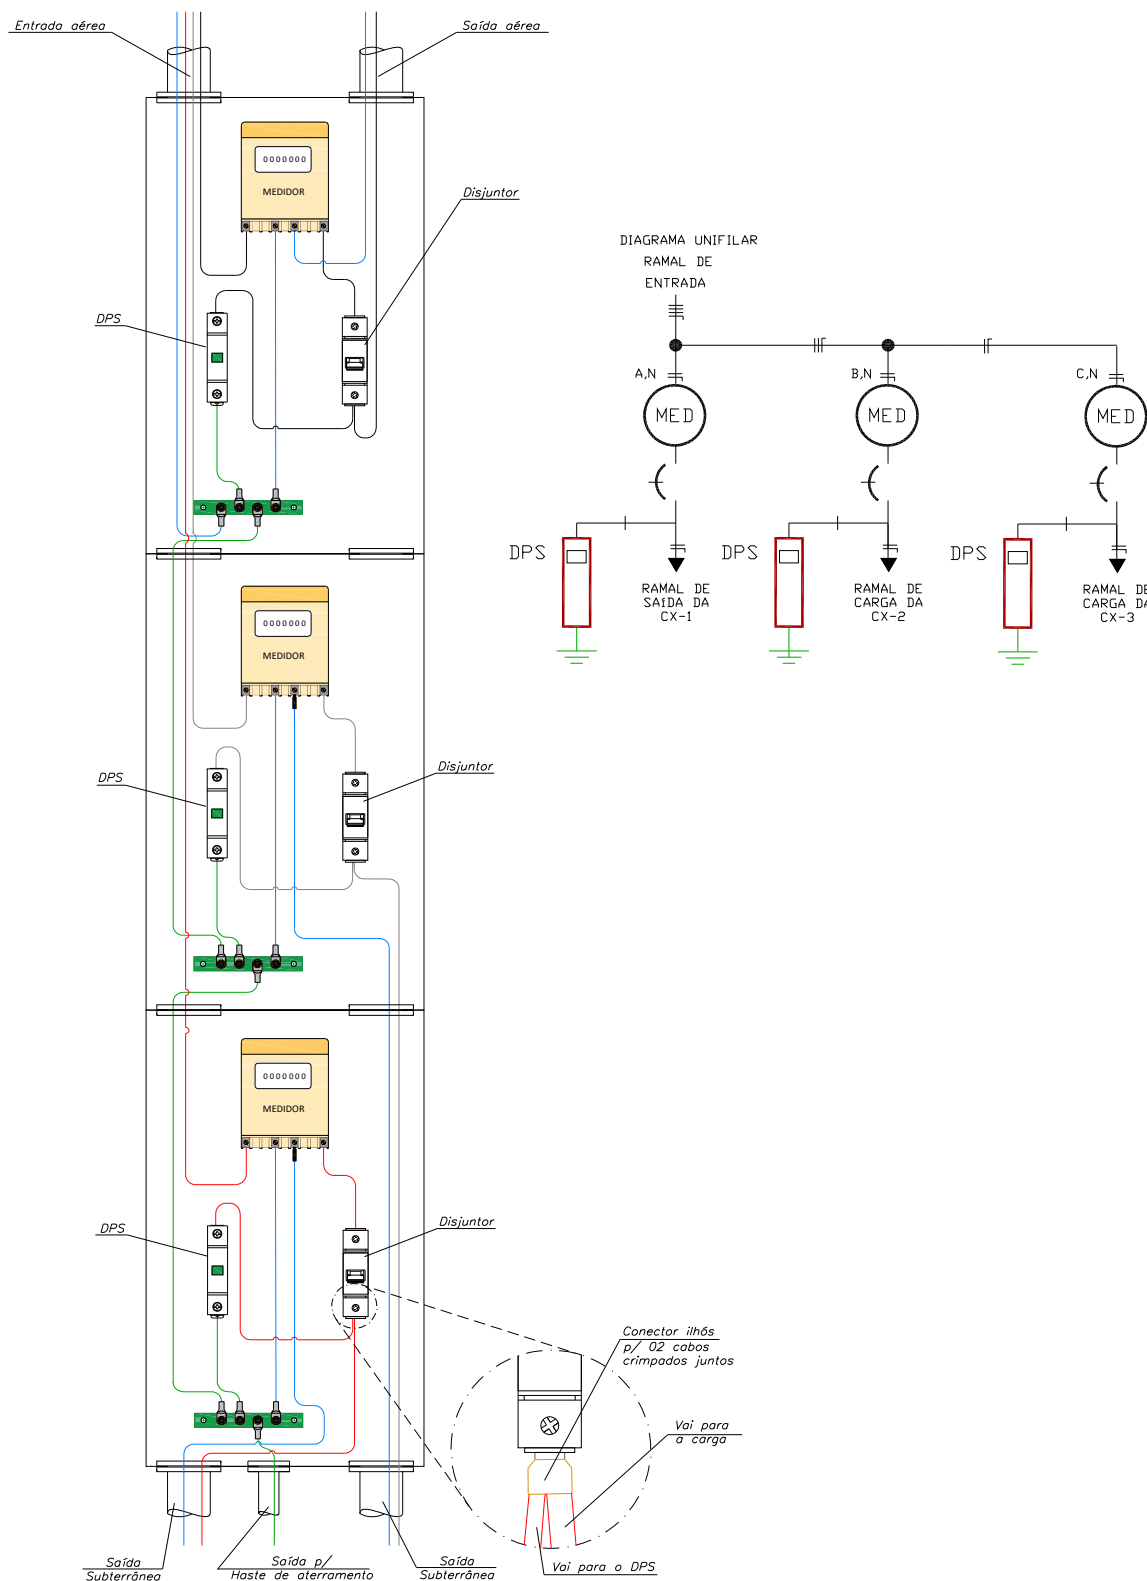 Entrada aérea
Saída aérea
0000000
MEDIDOR
Disjuntor
DPS
DIAGRAMA UNIFILAR
RAMAL DE
ENTRADA
A,N
B,N
C,N
MED
MED
MED
DPS
DPS
DPS
RAMAL DE
SAíDA DA
CX-1
RAMAL DE
CARGA DA
CX-2
RAMAL DE
CARGA DA
CX-3
0000000
MEDIDOR
DPS
Disjuntor
0000000
MEDIDOR
DPS
Disjuntor
Conector ilhós
p/ 02 cabos
crimpados juntos
Vai para
a carga
Vai para o DPS
Saída
Subterrânea
Saída p/
Haste de aterramento
Saída
Subterrânea